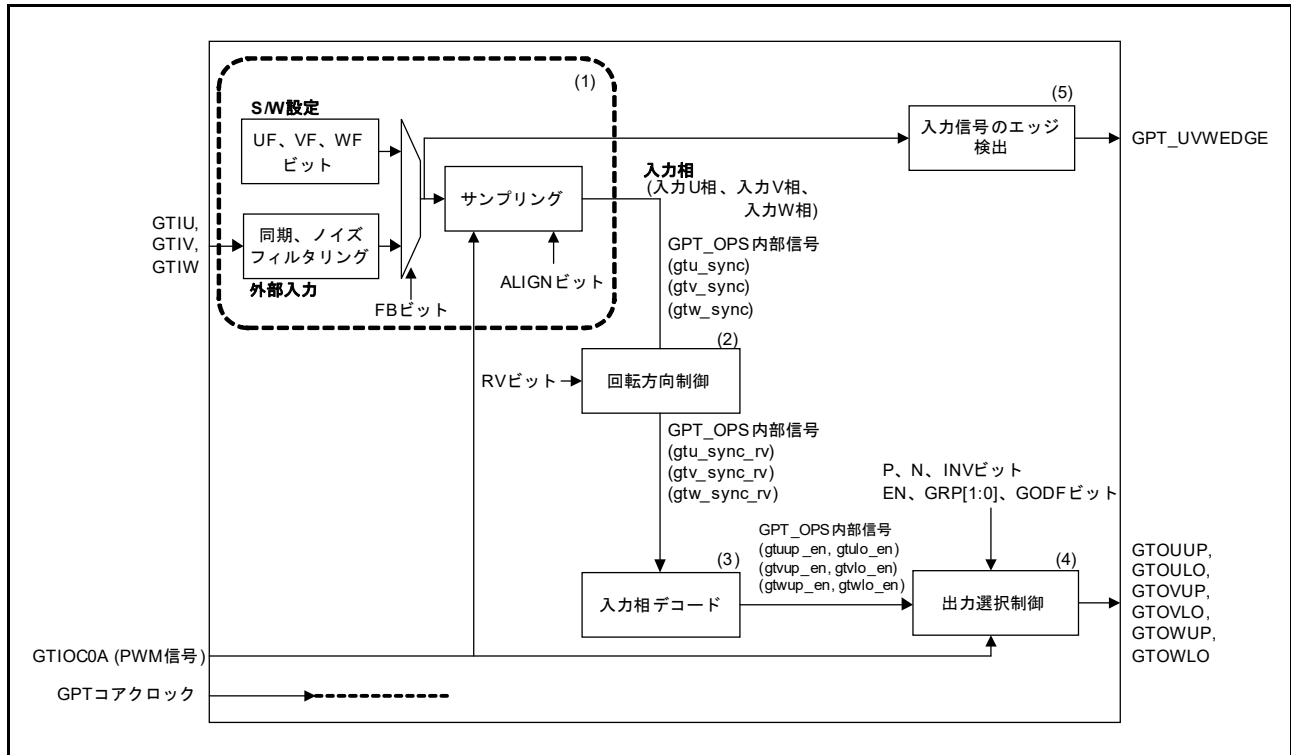 (1)
S/W設定
UF、VF、WF
ビット
GTIU,
GTIV,
GTIW
同期、ノイズ
フィルタリング
外部入力
FBビット
サンプリング
ALIGNビット
入力相
(入力U相、入力V相、
入力W相)
(5)
入力信号のエッジ
検出
GPT_UVWEDGE
GPT_OPS内部信号
(gtu_sync)
(gtv_sync)
(gtw_sync)
(2)
RVビット
回転方向制御
GPT_OPS内部信号
(gtu_sync_rv)
(gtv_sync_rv)
(gtw_sync_rv)
P、N、INVビット
EN、GRP[1:0]、GODFビット
(3)
入力相デコード
GPT_OPS内部信号
(gtuup_en, gtulo_en)
(gtvup_en, gtvlo_en)
(gtwup_en, gtwlo_en)
(4)
出力選択制御
GTOUUP,
GTOULO,
GTOVUP,
GTOVLO,
GTOWUP,
GTOWLO
GTIOC0A (PWM信号)
GPTコアクロック